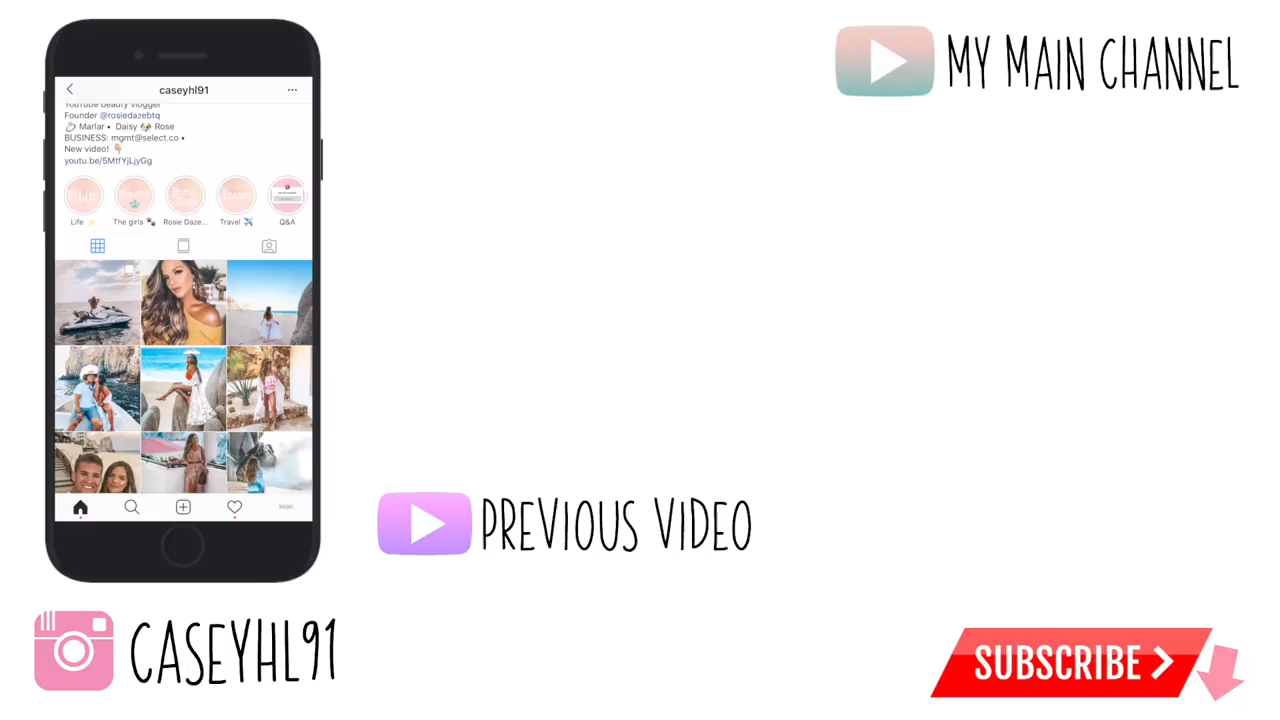 caseyhl91
YouTube beauty vlogger
Founder @rosiedazebtq
Marlar • Daisy Rose
BUSINESS: mgmt@select.co •
New video!
youtu.be/5MtfYjLjyGg
Life
The girls
Rosie Daze...
Travel
Q&A
MY MAIN CHANNEL
PREVIOUS VIDEO
CASEYHL91
SUBSCRIBE